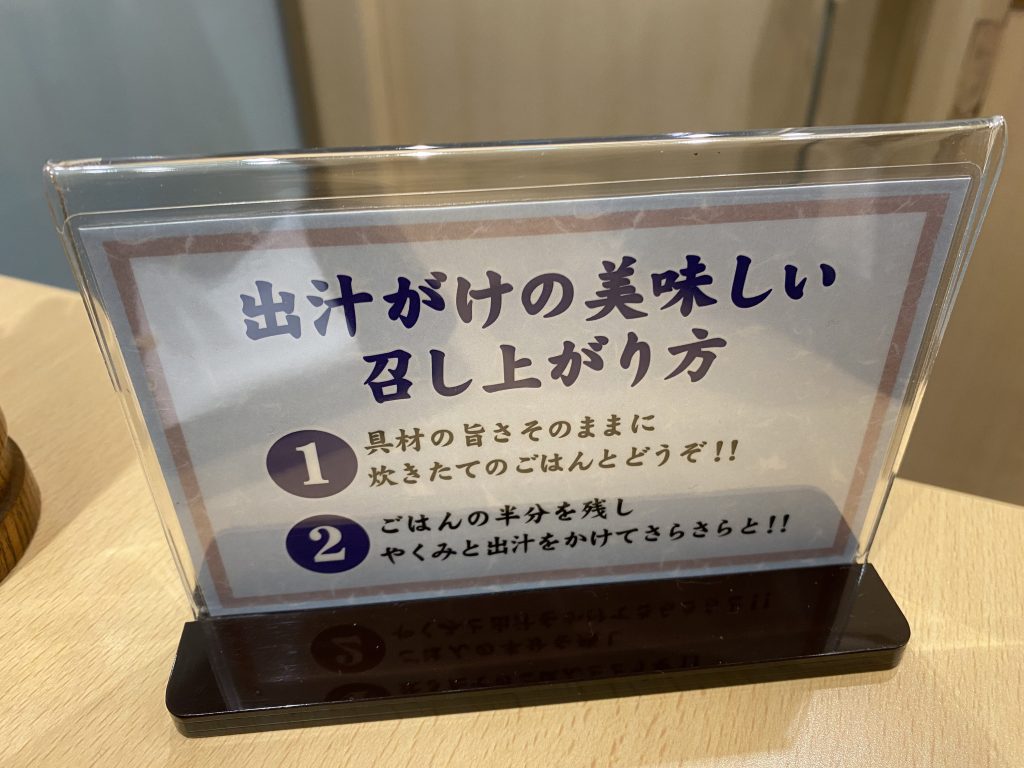 出汁がけの美味しい
召し上がり方
1 具材の旨さそのままに
炊きたてのごはんとどうぞ!!
2 ごはんの半分を残し
やくみと出汁をかけてさらさらと!!